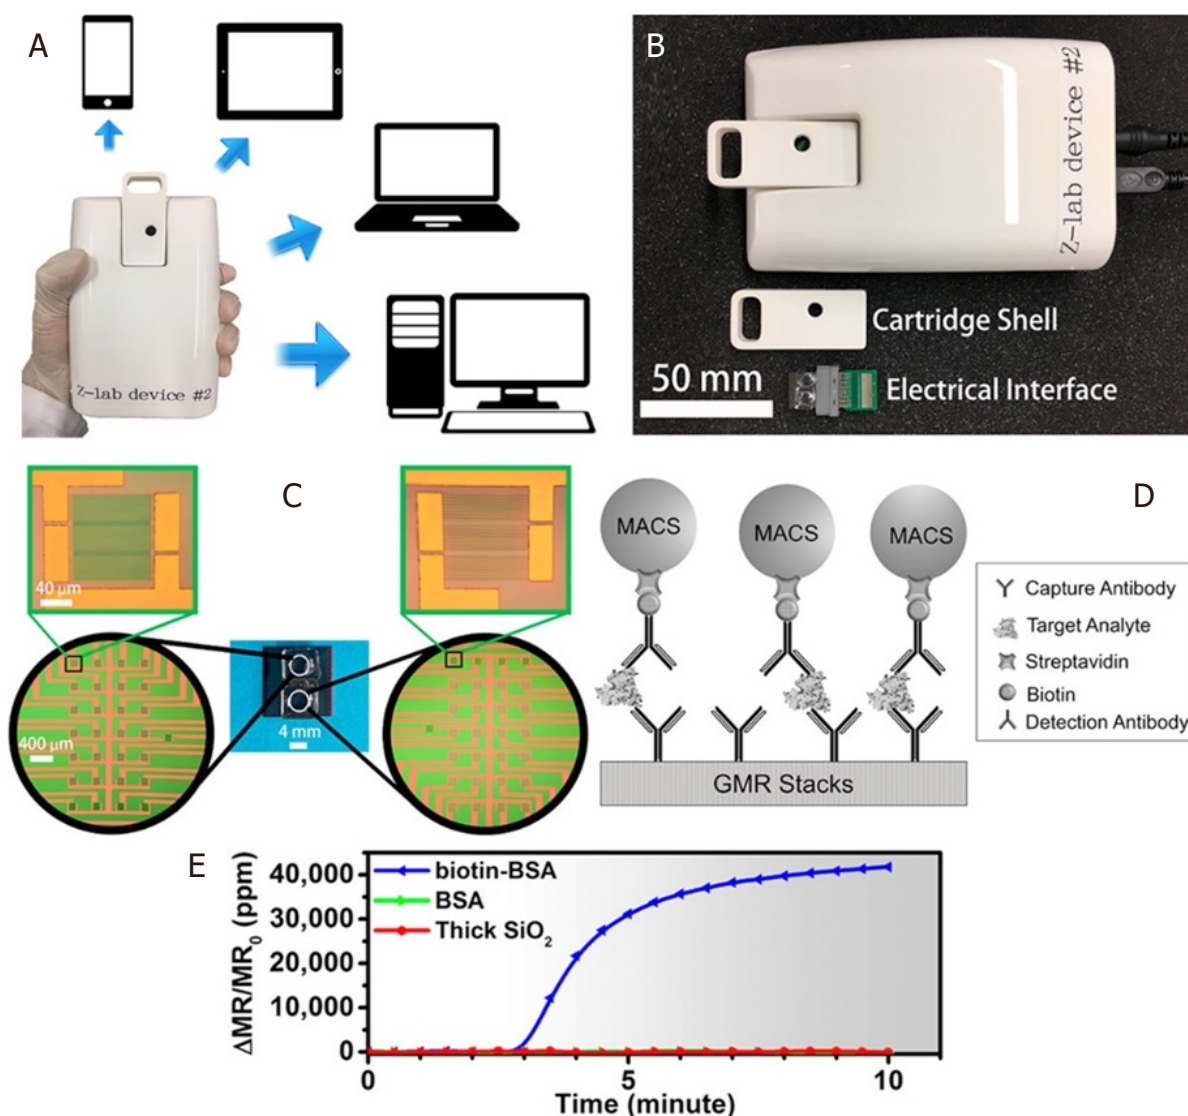 A
Z-lab device #2
B
Z-lab device #2
Cartridge Shell
50 mm
Electrical Interface
C
40 µm
400 µm
4 mm
D
MACS
MACS
MACS
GMR Stacks
Capture Antibody
Target Analyte
Streptavidin
Biotin
Detection Antibody
E
ΔMR/MR₀ (ppm)
40,000
30,000
20,000
10,000
0
biotin-BSA
BSA
Thick SiO₂
0
5
10
Time (minute)